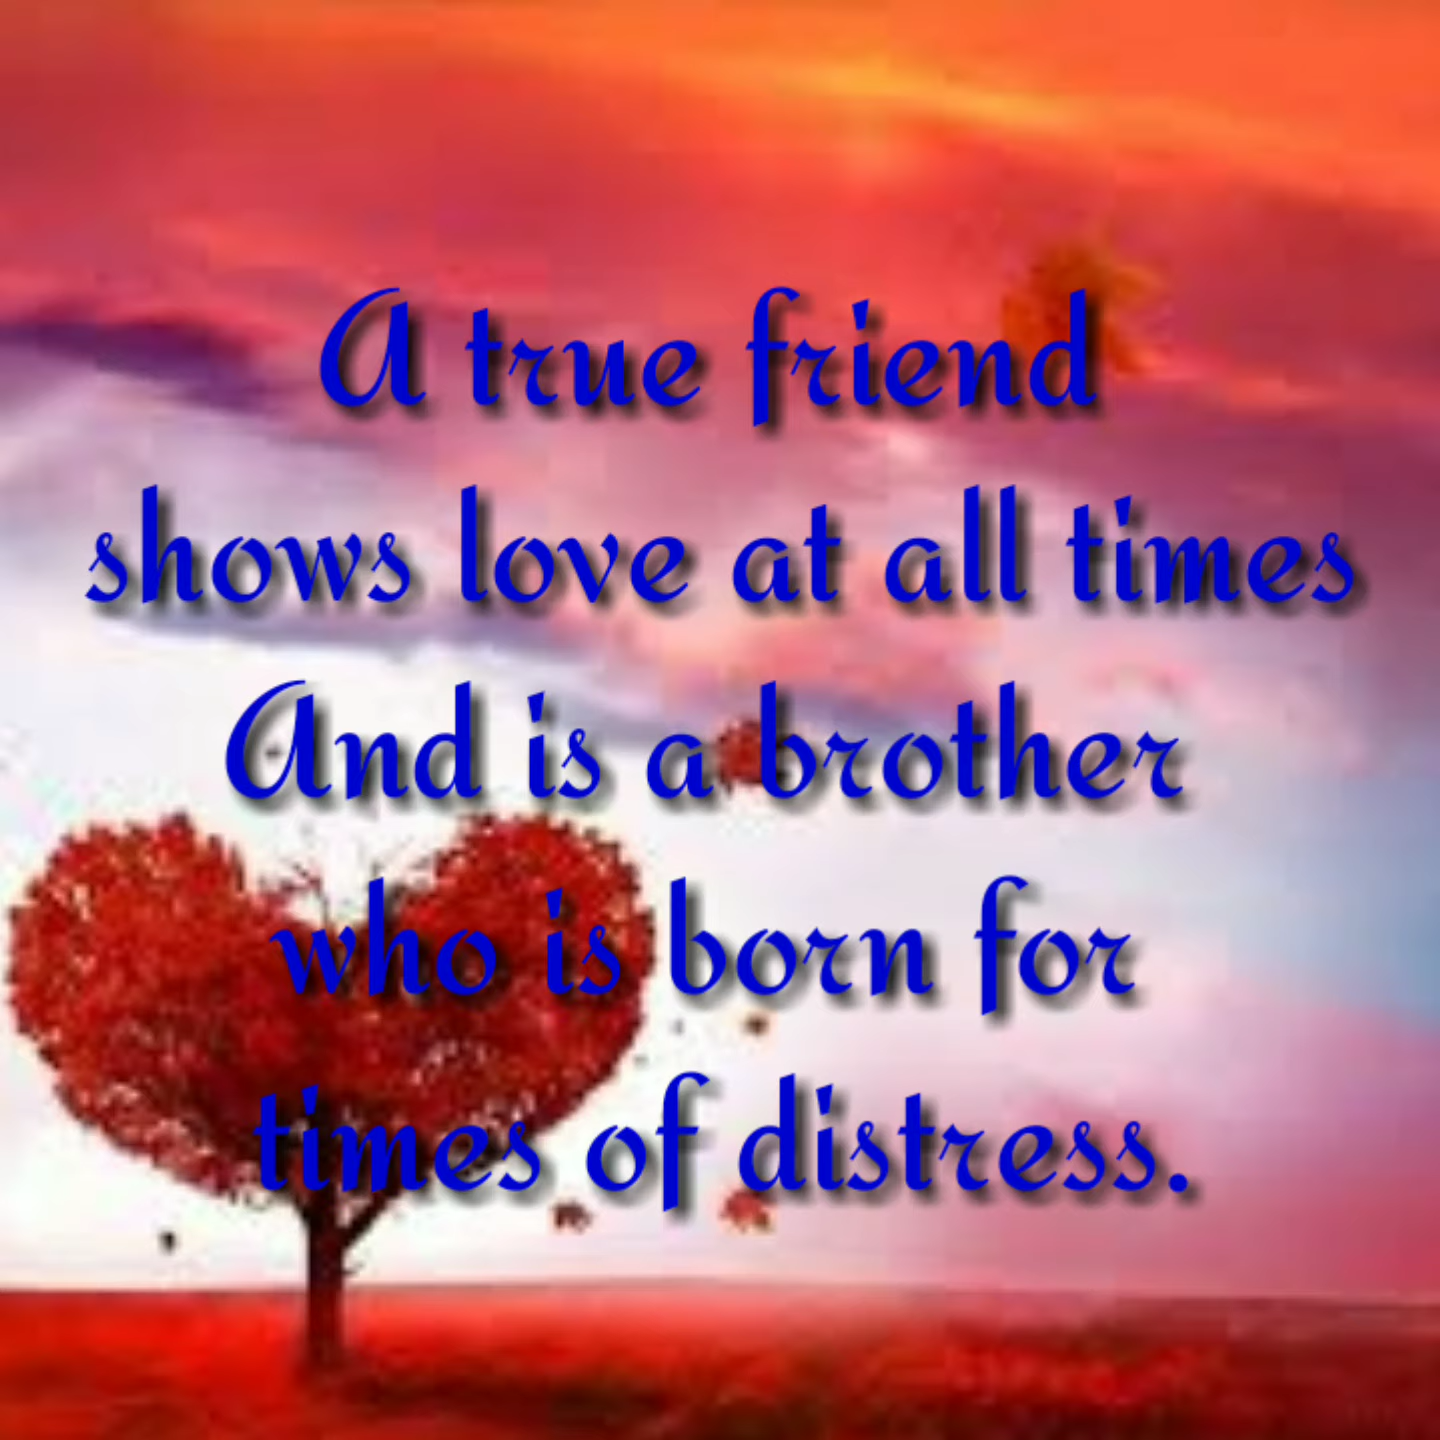 A true friend
shows love at all times
And is a brother
who is born for
times of distress.